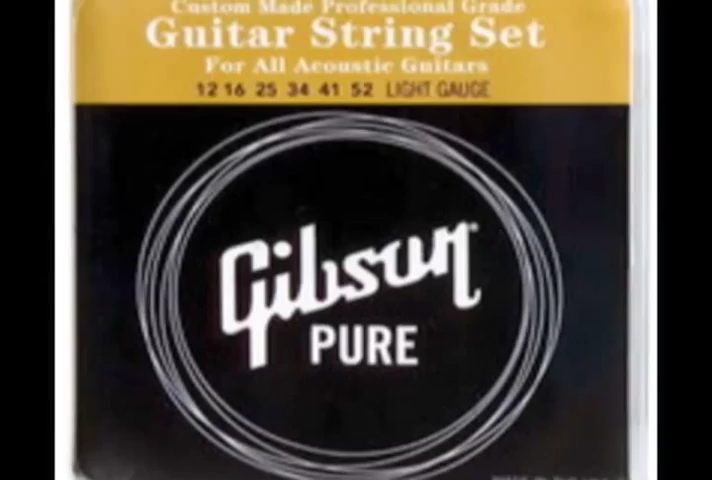 Custom Made Professional Grade
Guitar String Set
For All Acoustic Guitars
12 16 25 34 41 52 LIGHT GAUGE
Gibson
PURE